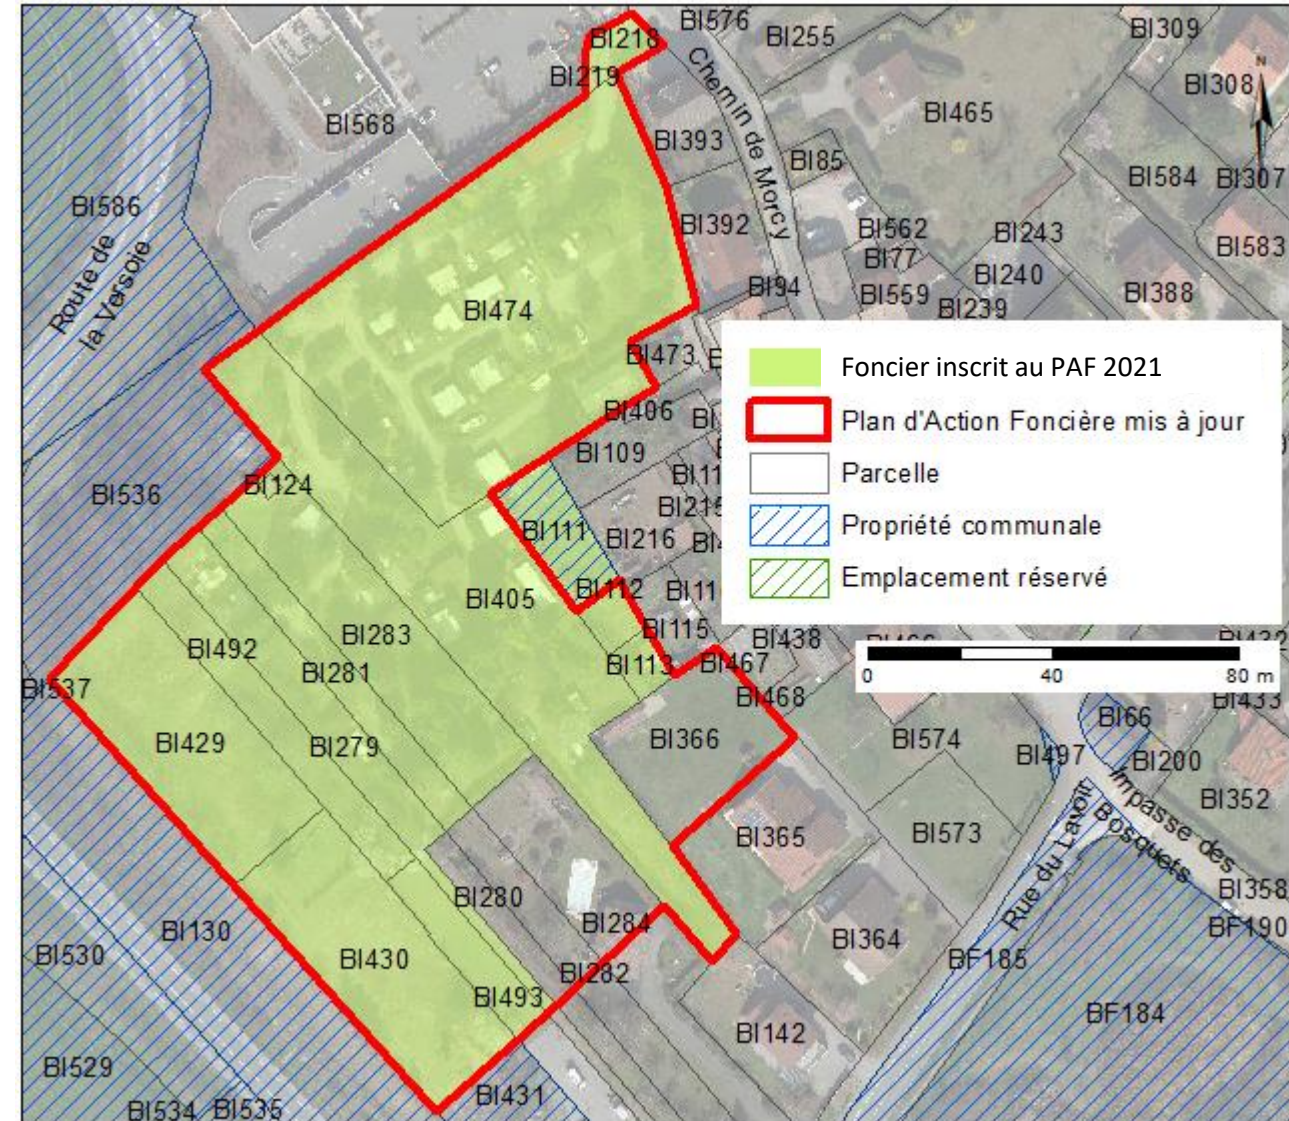 BI218
BI576
BI255
BI309
BI219
BI308
BI568
BI465
Chemin de Morcy
BI393
BI85
BI584
BI307
BI586
BI392
BI562
BI243
BI583
BI77
BI240
Route de
la Versoie
BI94
BI559
BI239
BI388
N
BI474
BI473
Foncier inscrit au PAF 2021
BI406
Plan d'Action Foncière mis à jour
BI109
Parcelle
BI124
BI536
BI111
BI216
Propriété communale
BI112
Emplacement réservé
BI405
BI283
BI115
BI438
BI492
BI281
BI113
BI467
BI432
0
40
80 m
BI537
BI468
BI433
BI429
BI279
BI366
BI574
BI66
BI497
BI200
BI352
BI365
BI573
Impasse des
Bosquets
Rue du Lavoir
BI280
BI358
BI284
BI364
BF190
BI130
BI530
BI430
BI282
BF185
BI493
BF184
BI142
BI529
BI431
BI534
BI535